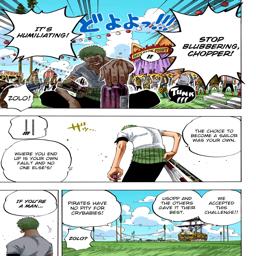 STOP
BLUBBERING,
CHOPPER!
どよよっ…!!!
IT'S
HUMILIATING!
!!
TUNK
!!!
ZOLO!
THE CHOICE
TO BECOME A SAILOR
WAS YOUR OWN.
!!
WHERE YOU
END UP IS
YOUR OWN
FAULT AND
NO ONE
ELSE'S!
WE
ACCEPTED
THIS
CHALLENGE!!
USOPP AND
THE OTHERS
GAVE IT THEIR
BEST.
PIRATES HAVE
NO PITY FOR
CRYBABIES!
ZOLO?
IF YOU'RE
A MAN...